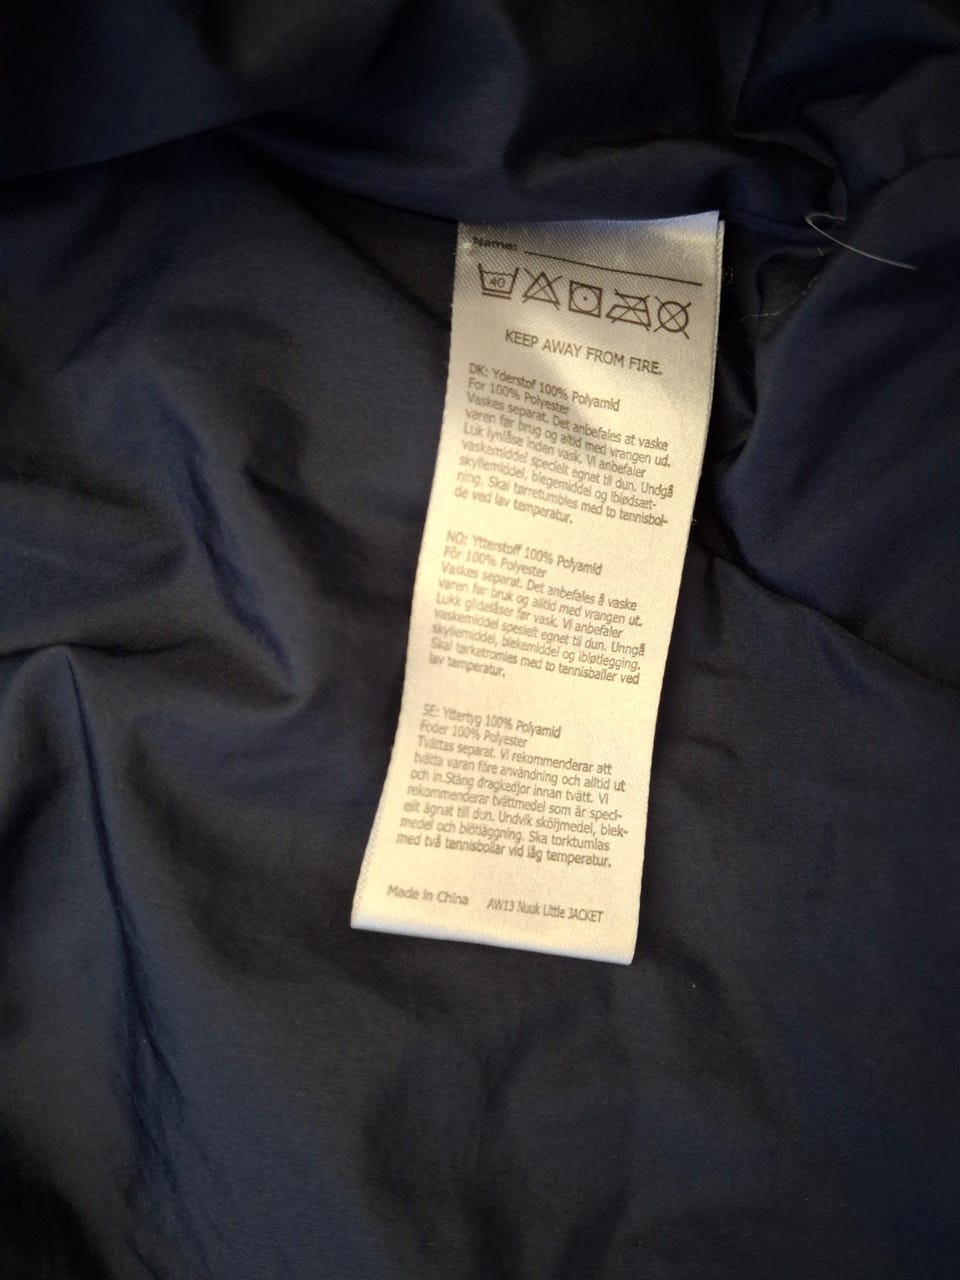 Name:
40
KEEP AWAY FROM FIRE.
DK: Yderstof 100% Polyamid
For 100% Polyester
Vaskes separat. Det anbefales at vaske
varen før brug og altid med vrangen ud.
Luk lynlåse inden vask. Vi anbefaler
vaskemiddel specielt egnet til dun. Undgå
skyllemiddel, blegemiddel og iblødsæt-
ning. Skal tørretumbles med to tennisbol-
de ved lav temperatur.
NO: Ytterstoff 100% Polyamid
Fôr 100% Polyester
Vaskes separat. Det anbefales å vaske
varen før bruk og alltid med vrangen ut.
Lukk glidelåser før vask. Vi anbefaler
vaskemiddel spesielt egnet til dun. Unngå
skyllemiddel, blekemiddel og ibløtlegging.
Skal tørketromles med to tennisballer ved
lav temperatur.
SE: Yttertyg 100% Polyamid
Foder 100% Polyester
Tvättas separat. Vi rekommenderar att
tvätta varan före användning och alltid ut
och in.Stäng dragkedjor innan tvätt. Vi
rekommenderar tvättmedel som är speci-
ellt ägnat till dun. Undvik sköljmedel, blek-
medel och blötläggning. Ska torktumlas
med två tennisbollar vid låg temperatur.
Made in China AW13 Nuuk Little JACKET